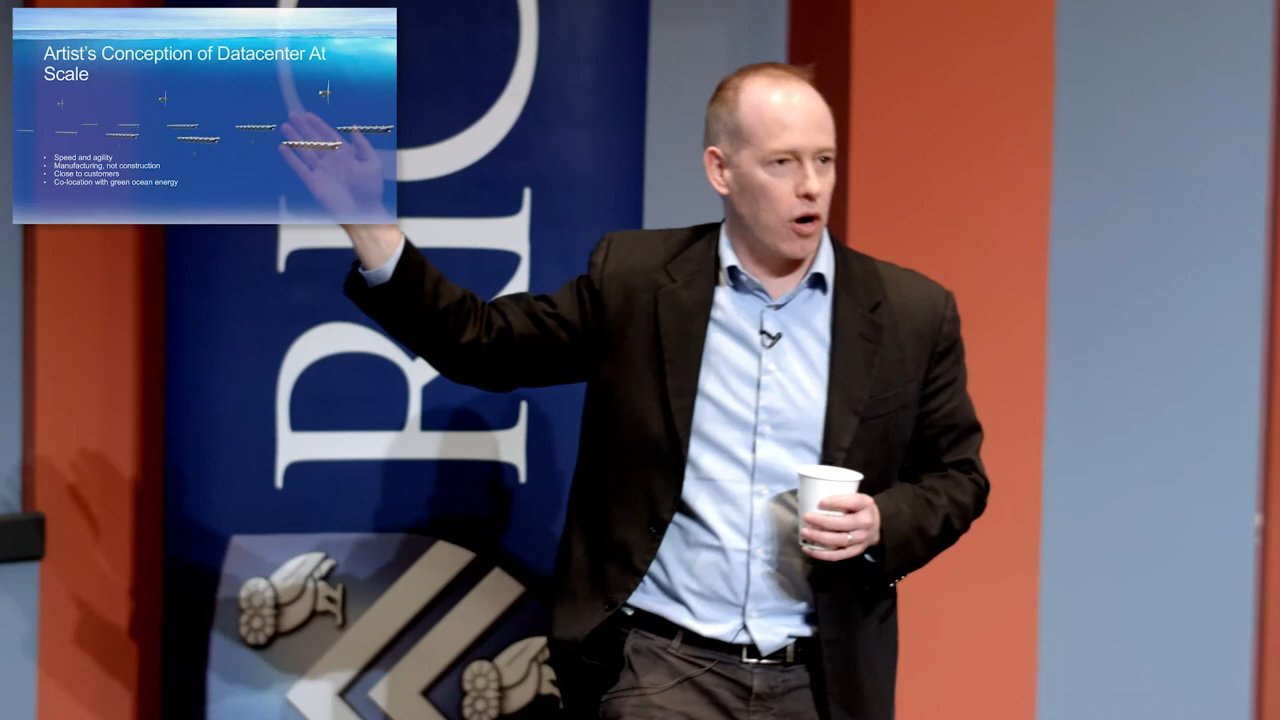 Artist's Conception of Datacenter At
Scale
• Speed and agility
• Manufacturing, not construction
• Close to customers
• Co-location with green ocean energy
RIC